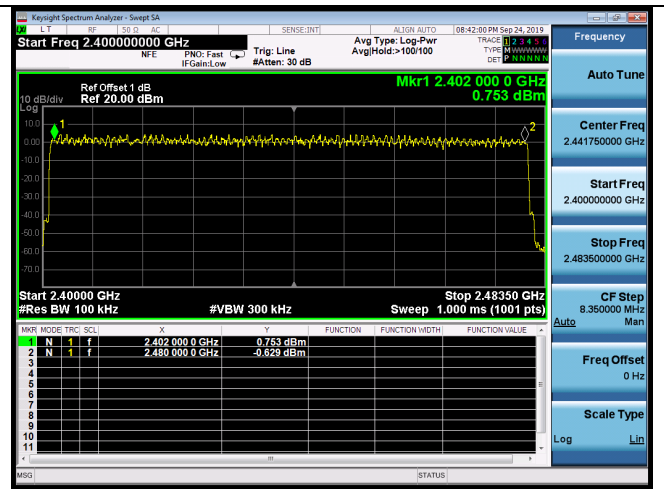 Keysight Spectrum Analyzer - Swept SA
LXI L T RF 50 Ω AC SENSE:INT ALIGN AUTO 08:42:00 PM Sep 24, 2019
Start Freq 2.400000000 GHz
NFE
PNO: Fast
IFGain:Low
Trig: Line
#Atten: 30 dB
Avg Type: Log-Pwr
Avg|Hold:>100/100
TRACE 1 2 3 4 5 6
TYPE M W W W W W
DET P N N N N N
Ref Offset 1 dB
10 dB/div Ref 20.00 dBm
Log
Mkr1 2.402 000 0 GHz
0.753 dBm
10.0
0.00
-10.0
-20.0
-30.0
-40.0
-50.0
-60.0
-70.0
1
2
Start 2.40000 GHz Stop 2.48350 GHz
#Res BW 100 kHz #VBW 300 kHz Sweep 1.000 ms (1001 pts)
MKR MODE TRC SCL X Y FUNCTION FUNCTION WIDTH FUNCTION VALUE
1 N 1 f 2.402 000 0 GHz 0.753 dBm
2 N 1 f 2.480 000 0 GHz -0.629 dBm
3
4
5
6
7
8
9
10
11
MSG STATUS
Frequency
Auto Tune
Center Freq
2.441750000 GHz
Start Freq
2.400000000 GHz
Stop Freq
2.483500000 GHz
CF Step
8.350000 MHz
Auto Man
Freq Offset
0 Hz
Scale Type
Log Lin